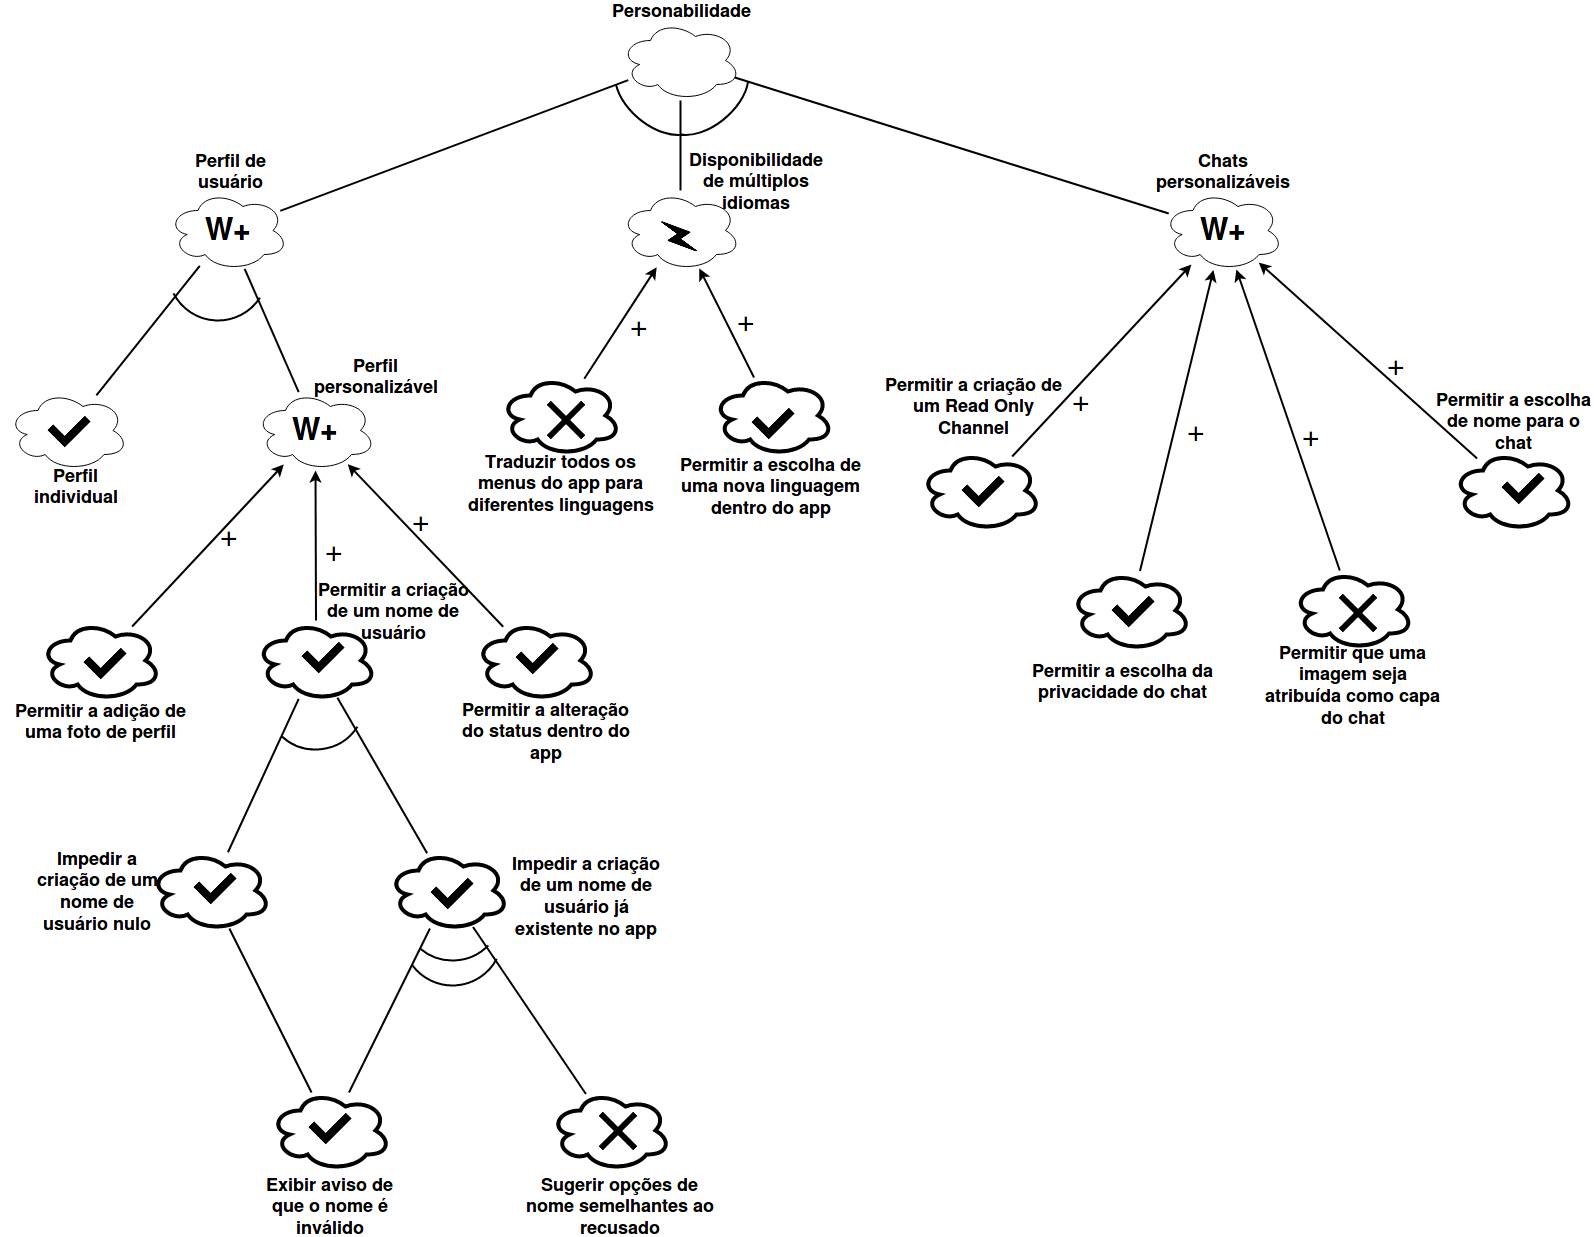 Personabilidade
Perfil de
usuário
W+
Disponibilidade
de múltiplos
idiomas
Chats
personalizáveis
W+
Perfil
individual
Perfil
personalizável
W+
+
+
Traduzir todos os
menus do app para
diferentes linguagens
Permitir a escolha de
uma nova linguagem
dentro do app
Permitir a criação de
um Read Only
Channel
+
+
+
+
Permitir a escolha
de nome para o
chat
+
+
+
Permitir a adição de
uma foto de perfil
Permitir a criação
de um nome de
usuário
Permitir a alteração
do status dentro do
app
Permitir a escolha da
privacidade do chat
Permitir que uma
imagem seja
atribuída como capa
do chat
Impedir a
criação de um
nome de
usuário nulo
Impedir a criação
de um nome de
usuário já
existente no app
Exibir aviso de
que o nome é
inválido
Sugerir opções de
nome semelhantes ao
recusado